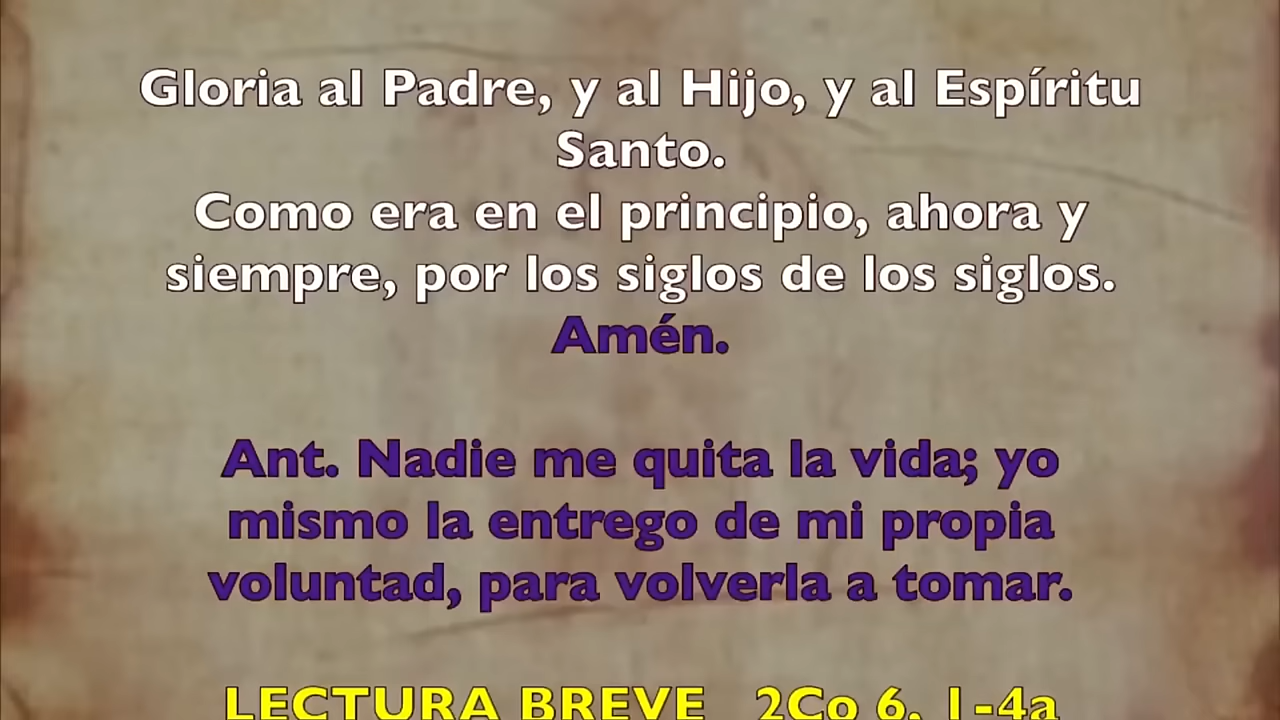 Gloria al Padre, y al Hijo, y al Espíritu
Santo.
Como era en el principio, ahora y
siempre, por los siglos de los siglos.
Amén.
Ant. Nadie me quita la vida; yo
mismo la entrego de mi propia
voluntad, para volverla a tomar.
LECTURA BREVE 2Co 6, 1-4a